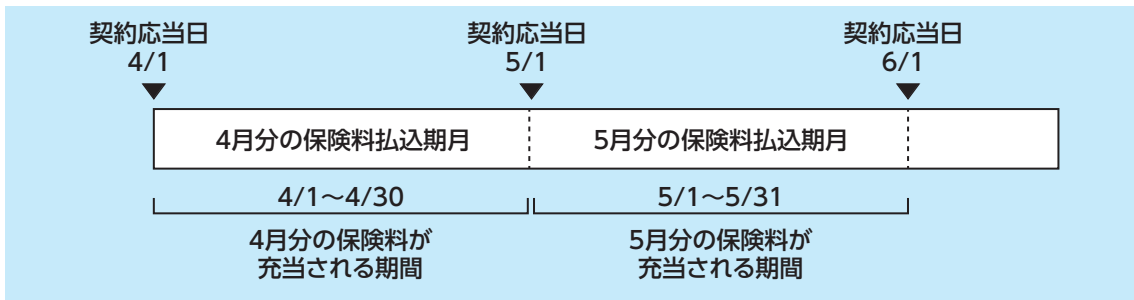 契約応当日
4/1
契約応当日
5/1
契約応当日
6/1
4月分の保険料払込期月
5月分の保険料払込期月
4/1〜4/30
5/1〜5/31
4月分の保険料が
充当される期間
5月分の保険料が
充当される期間